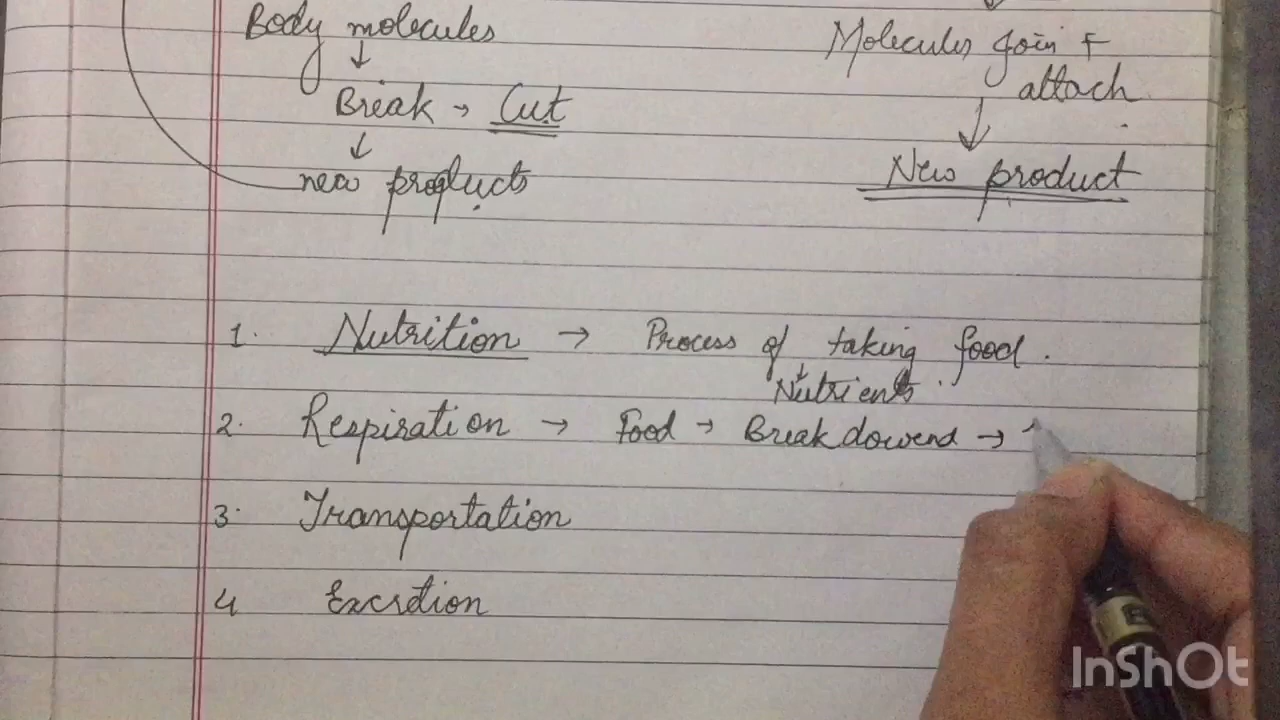 Body molecules
↓
Break → Cut
↓
new products
Molecules join +
attach
↓
New product
1. Nutrition → Process of taking food.
↓
Nutrients.
2. Respiration → Food → Breakdowend →
3. Transportation
4 Excretion
InShOt